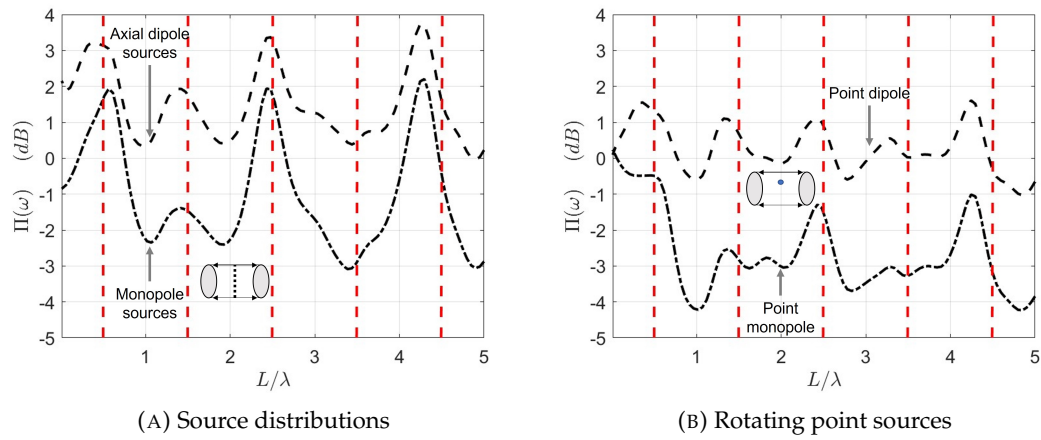 4
3
2
1
0
-1
-2
-3
-4
-5
Π(ω) (dB)
Axial dipole
sources
Monopole
sources
1 2 3 4 5
L/λ
(A) Source distributions
4
3
2
1
0
-1
-2
-3
-4
-5
Π(ω) (dB)
Point dipole
Point
monopole
1 2 3 4 5
L/λ
(B) Rotating point sources